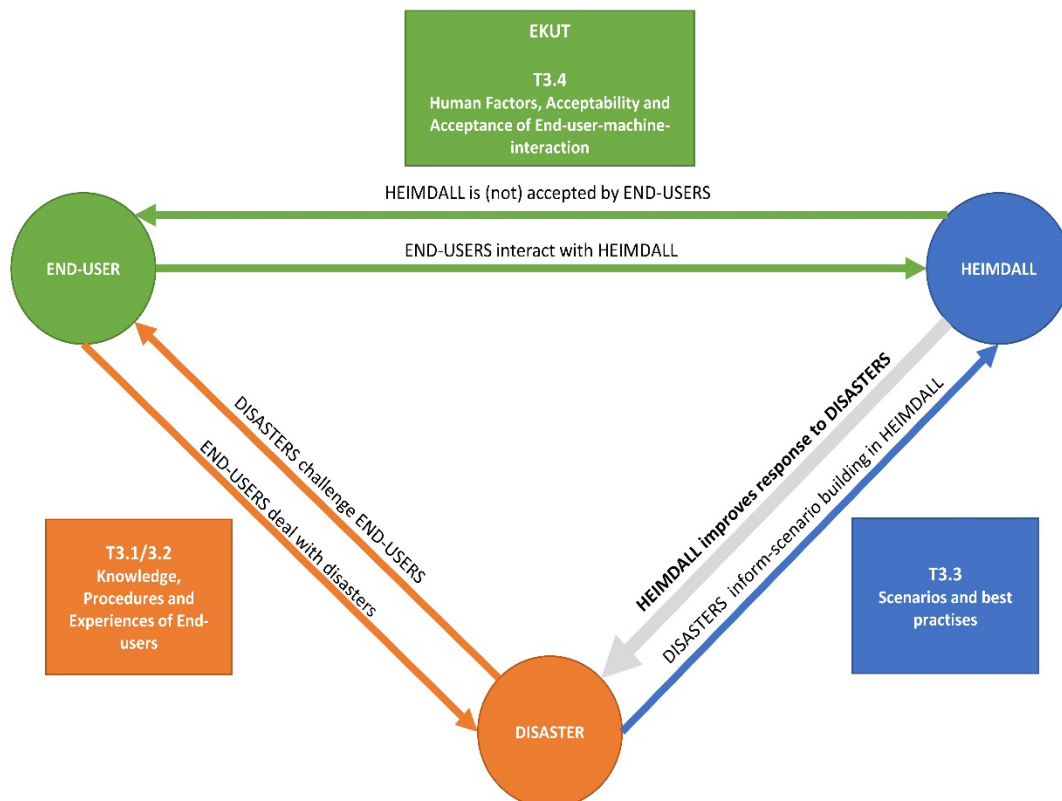 EKUT
T3.4
Human Factors, Acceptability and
Acceptance of End-user-machine-
interaction
HEIMDALL is (not) accepted by END-USERS
END-USERS interact with HEIMDALL
END-USER
HEIMDALL
DISASTERS challenge END-USERS
END-USERS deal with disasters
HEIMDALL improves response to DISASTERS
DISASTERS inform-scenario building in HEIMDALL
T3.1/3.2
Knowledge,
Procedures and
Experiences of End-
users
T3.3
Scenarios and best
practises
DISASTER